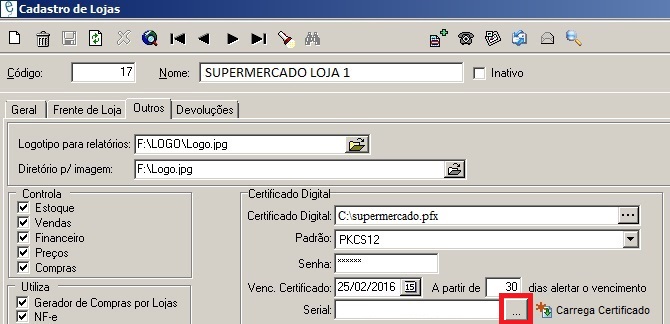 Cadastro de Lojas
Código: 17 Nome: SUPERMERCADO LOJA 1 Inativo
Geral Frente de Loja Outros Devoluções
Logotipo para relatórios: F:\LOGO\Logo.jpg
Diretório p/ imagem: F:\Logo.jpg
Controla
Estoque
Vendas
Financeiro
Preços
Compras
Utiliza
Gerador de Compras por Lojas
NF-e
Certificado Digital
Certificado Digital: C:\supermercado.pfx ...
Padrão: PKCS12
Senha: ******
Venc. Certificado: 25/02/2016 15 A partir de 30 dias alertar o vencimento
Serial: ... Carrega Certificado